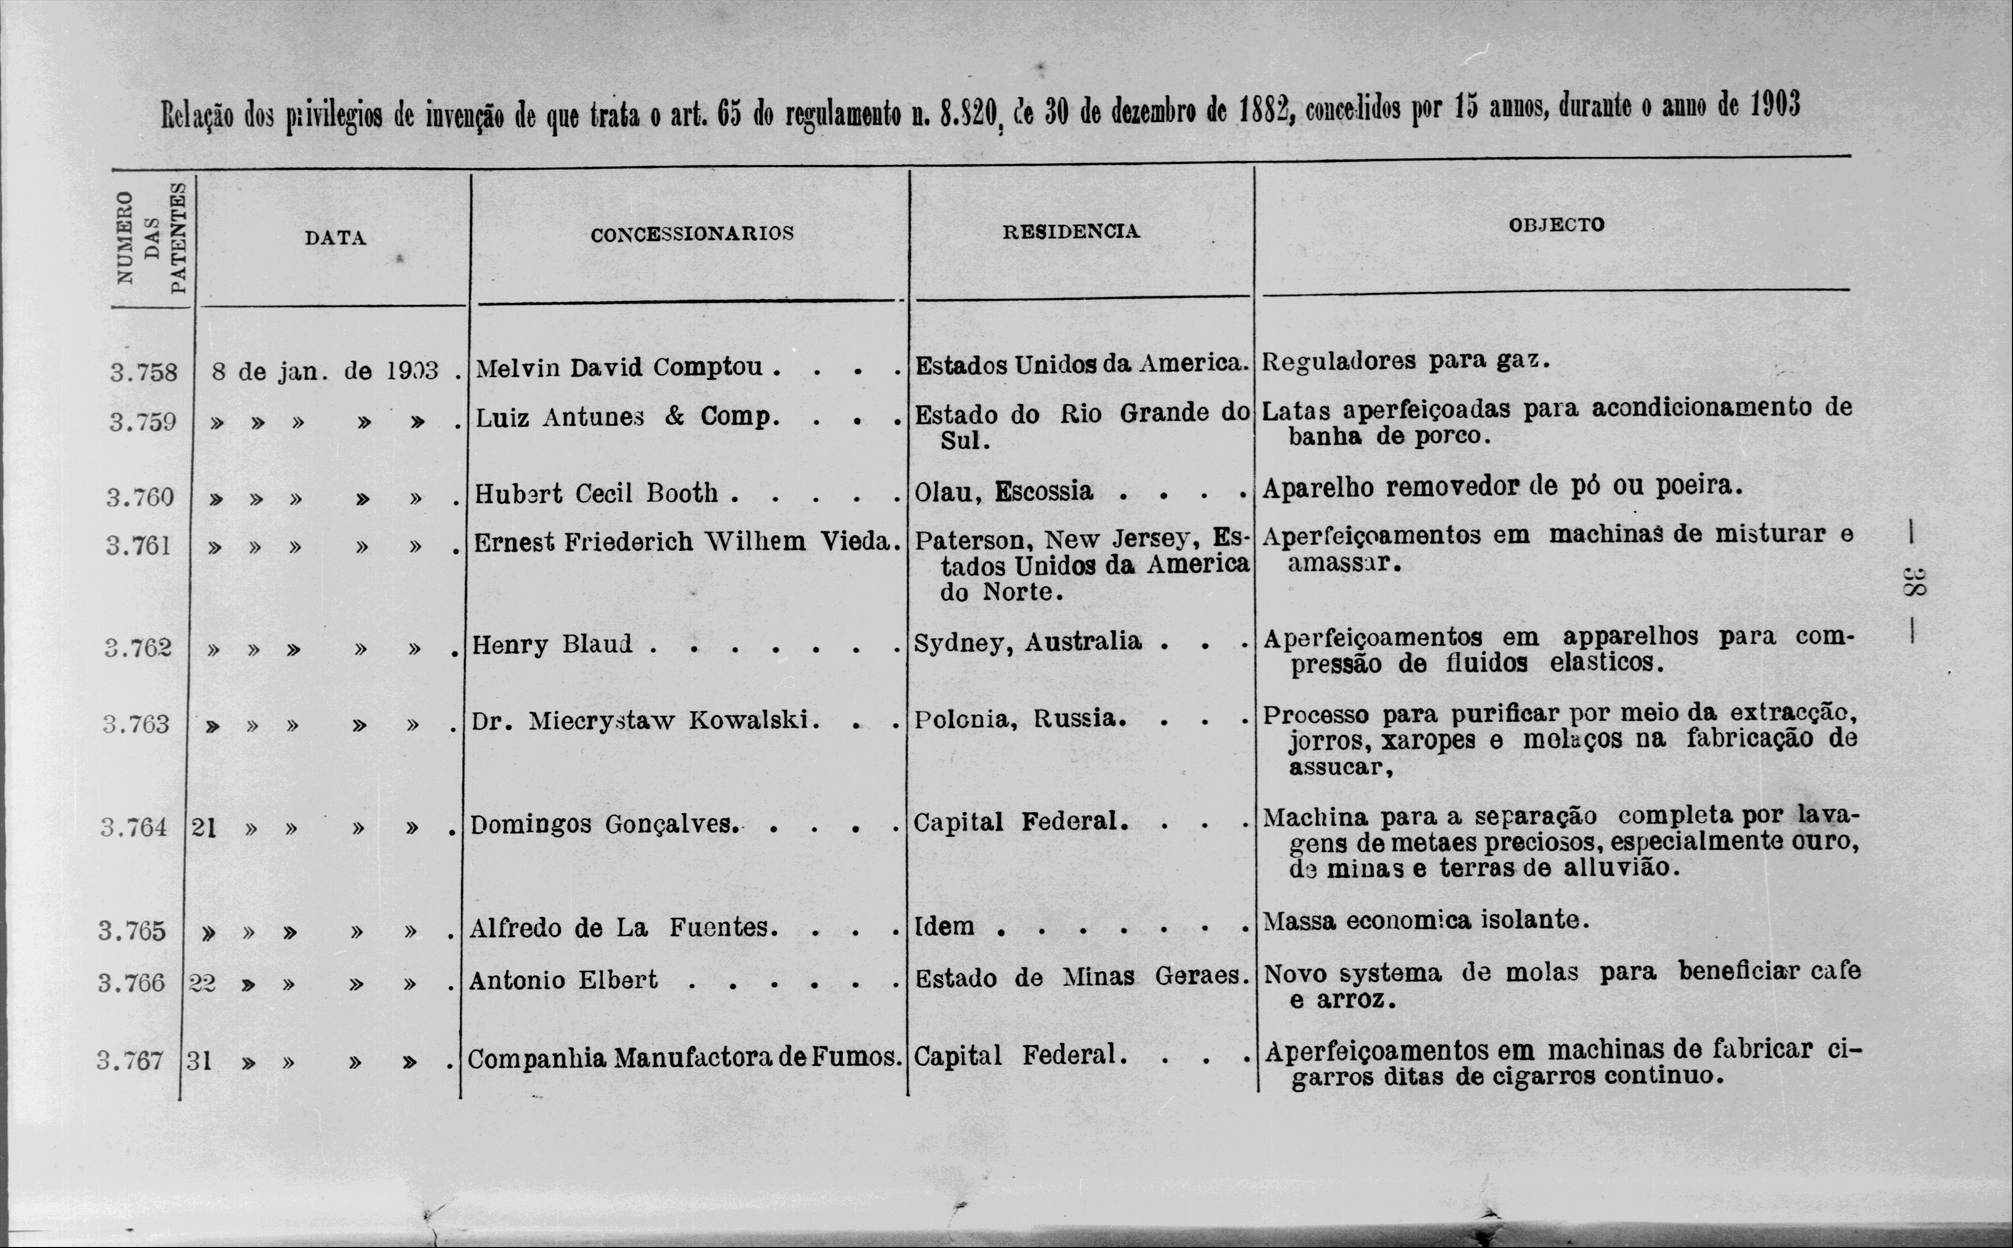 Relação dos privilegios de invenção de que trata o art. 65 do regulamento n. 8.820, de 30 de dezembro de 1882, concedidos por 15 annos, durante o anno de 1903
NUMERO DAS PATENTES DATA CONCESSIONARIOS RESIDENCIA OBJECTO
3.758 8 de jan. de 1903 . Melvin David Comptou . . . . Estados Unidos da America. Reguladores para gaz.
3.759 » » » » » . Luiz Antunes & Comp. . . . Estado do Rio Grande do Latas aperfeiçoadas para acondicionamento de
Sul. banha de porco.
3.760 » » » » » . Hubert Cecil Booth . . . . . Olau, Escossia . . . . Aparelho removedor de pó ou poeira.
3.761 » » » » » . Ernest Friederich Wilhem Vieda. Paterson, New Jersey, Es- Aperfeiçoamentos em machinas de misturar e
tados Unidos da America amassar.
do Norte.
3.762 » » » » » . Henry Blaud . . . . . . . Sydney, Australia . . . Aperfeiçoamentos em apparelhos para com-
pressão de fluidos elasticos.
3.763 » » » » » . Dr. Miecrystaw Kowalski. . . Polonia, Russia. . . . Processo para purificar por meio da extracção,
jorros, xaropes e molaços na fabricação de
assucar,
3.764 21 » » » » . Domingos Gonçalves. . . . . Capital Federal. . . . Machina para a separação completa por lava-
gens de metaes preciosos, especialmente ouro,
de minas e terras de alluvião.
3.765 » » » » » . Alfredo de La Fuentes. . . . Idem . . . . . . . Massa economica isolante.
3.766 22 » » » » . Antonio Elbert . . . . . . Estado de Minas Geraes. Novo systema de molas para beneficiar cafe
e arroz.
3.767 31 » » » » . Companhia Manufactora de Fumos. Capital Federal. . . . Aperfeiçoamentos em machinas de fabricar ci-
garros ditas de cigarros continuo.
— 38 —